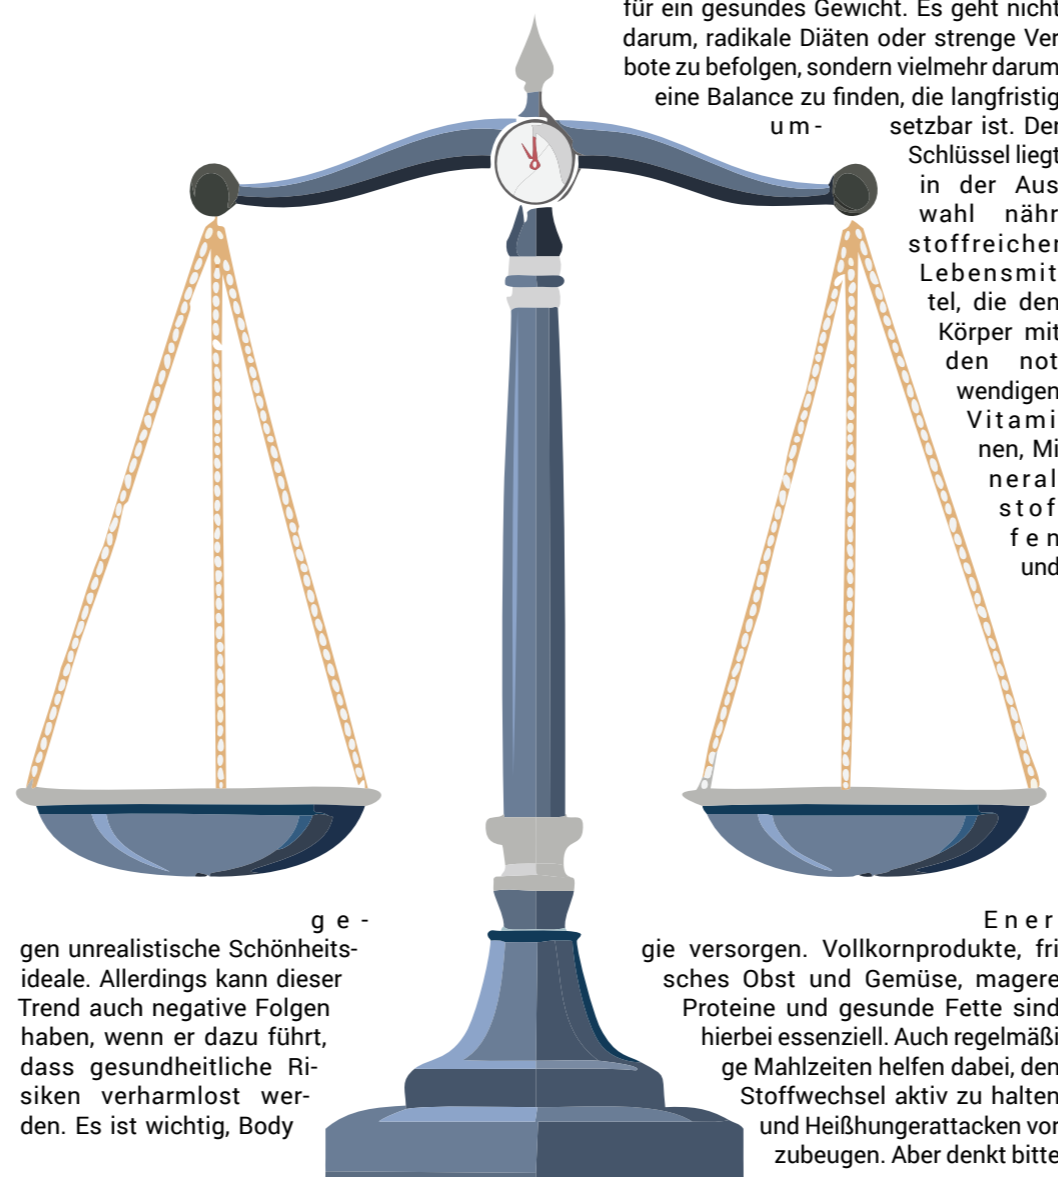 ge-
gen unrealistische Schönheits-
ideale. Allerdings kann dieser
Trend auch negative Folgen
haben, wenn er dazu führt,
dass gesundheitliche Ri-
siken verharmlost wer-
den. Es ist wichtig, Body
für ein gesundes Gewicht. Es geht nicht
darum, radikale Diäten oder strenge Ver
bote zu befolgen, sondern vielmehr darum
eine Balance zu finden, die langfristig
um- setzbar ist. Der
Schlüssel liegt
in der Aus
wahl nähr
stoffreicher
Lebensmit
tel, die den
Körper mit
den not
wendigen
Vitami
nen, Mi
neral
stof
fen
und
Ener
gie versorgen. Vollkornprodukte, fri
sches Obst und Gemüse, magere
Proteine und gesunde Fette sind
hierbei essenziell. Auch regelmäßi
ge Mahlzeiten helfen dabei, den
Stoffwechsel aktiv zu halten
und Heißhungerattacken vor
zubeugen. Aber denkt bitte